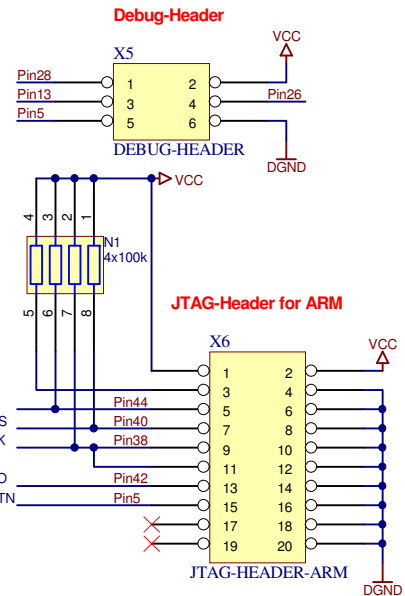 Debug-Header
VCC
X5
Pin28 1 2
Pin13 3 4 Pin26
Pin5 5 6
DEBUG-HEADER
DGND
VCC
4 3 2 1
N1
4x100k
5 6 7 8
JTAG-Header for ARM
X6
VCC
1 2
3 4
Pin44 5 6
S Pin40 7 8
K Pin38 9 10
11 12
O Pin42 13 14
TN Pin5 15 16
17 18
19 20
JTAG-HEADER-ARM
DGND